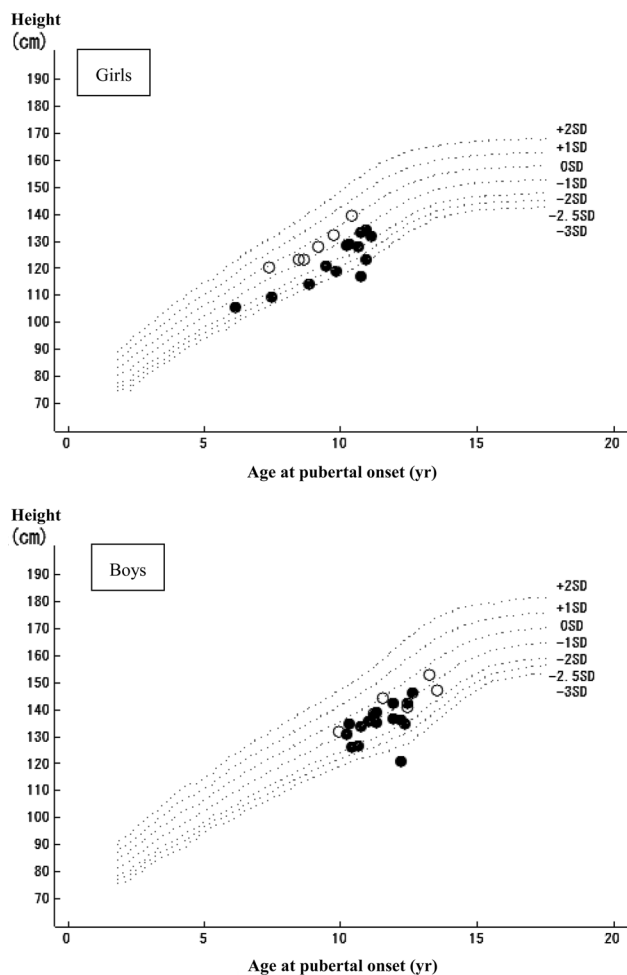 Height
(cm)
Girls
190
180
170
160
150
140
130
120
110
100
90
80
70
+2SD
+1SD
0SD
-1SD
-2SD
-2.5SD
-3SD
0 5 10 15 20
Age at pubertal onset (yr)
Height
(cm)
Boys
190
180
170
160
150
140
130
120
110
100
90
80
70
+2SD
+1SD
0SD
-1SD
-2SD
-2.5SD
-3SD
0 5 10 15 20
Age at pubertal onset (yr)